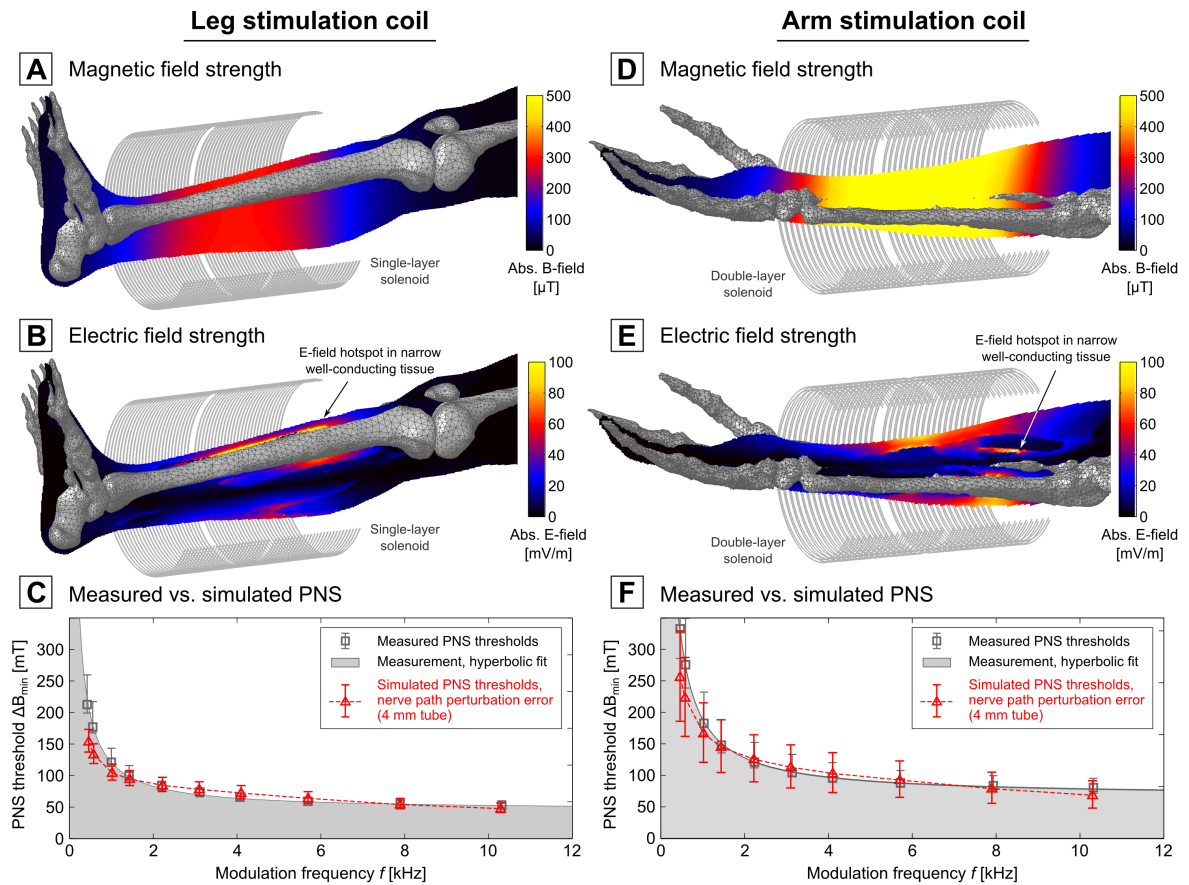 Leg stimulation coil
Arm stimulation coil
A Magnetic field strength
500
400
300
200
100
0
Abs. B-field
[µT]
Single-layer
solenoid
D Magnetic field strength
500
400
300
200
100
0
Abs. B-field
[µT]
Double-layer
solenoid
B Electric field strength
E-field hotspot in narrow
well-conducting tissue
100
80
60
40
20
0
Abs. E-field
[mV/m]
Single-layer
solenoid
E Electric field strength
E-field hotspot in narrow
well-conducting tissue
100
80
60
40
20
0
Abs. E-field
[mV/m]
Double-layer
solenoid
C Measured vs. simulated PNS
PNS threshold ΔBmin [mT]
300
250
200
150
100
50
0
Measured PNS thresholds
Measurement, hyperbolic fit
Simulated PNS thresholds,
nerve path perturbation error
(4 mm tube)
0 2 4 6 8 10 12
Modulation frequency f [kHz]
F Measured vs. simulated PNS
PNS threshold ΔBmin [mT]
300
250
200
150
100
50
0
Measured PNS thresholds
Measurement, hyperbolic fit
Simulated PNS thresholds,
nerve path perturbation error
(4 mm tube)
0 2 4 6 8 10 12
Modulation frequency f [kHz]